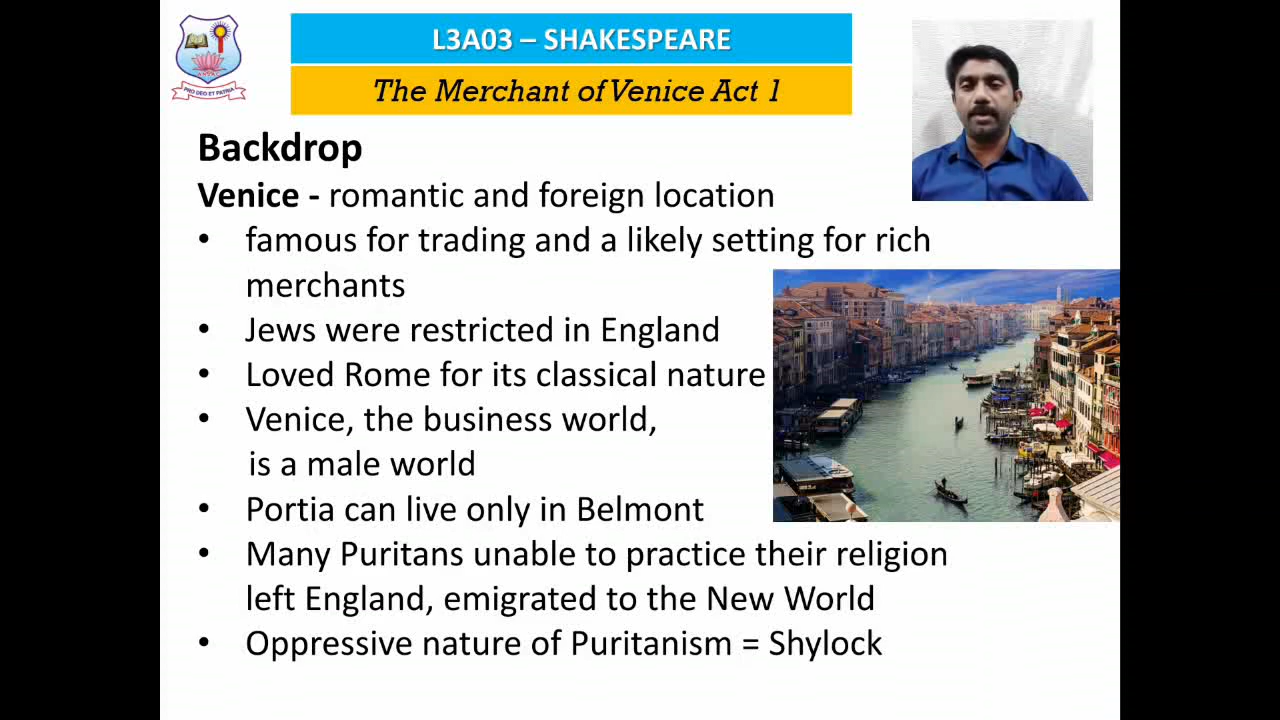 L3A03 – SHAKESPEARE
The Merchant of Venice Act 1
PRO DEO ET PATRIA
Backdrop
Venice - romantic and foreign location
• famous for trading and a likely setting for rich
merchants
• Jews were restricted in England
• Loved Rome for its classical nature
• Venice, the business world,
is a male world
• Portia can live only in Belmont
• Many Puritans unable to practice their religion
left England, emigrated to the New World
• Oppressive nature of Puritanism = Shylock